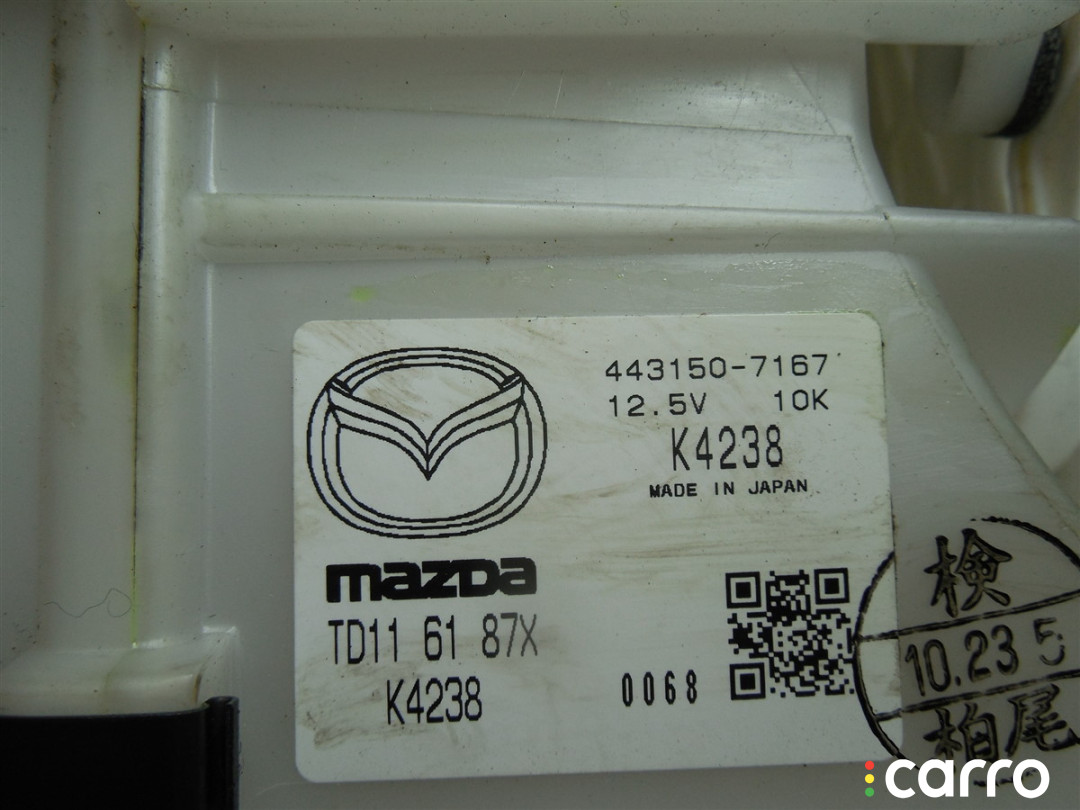 443150-7167
12.5V 10K
K4238
MADE IN JAPAN
mazda
TD11 61 87X
K4238
0068
検
10.23 5
柏尾
carro